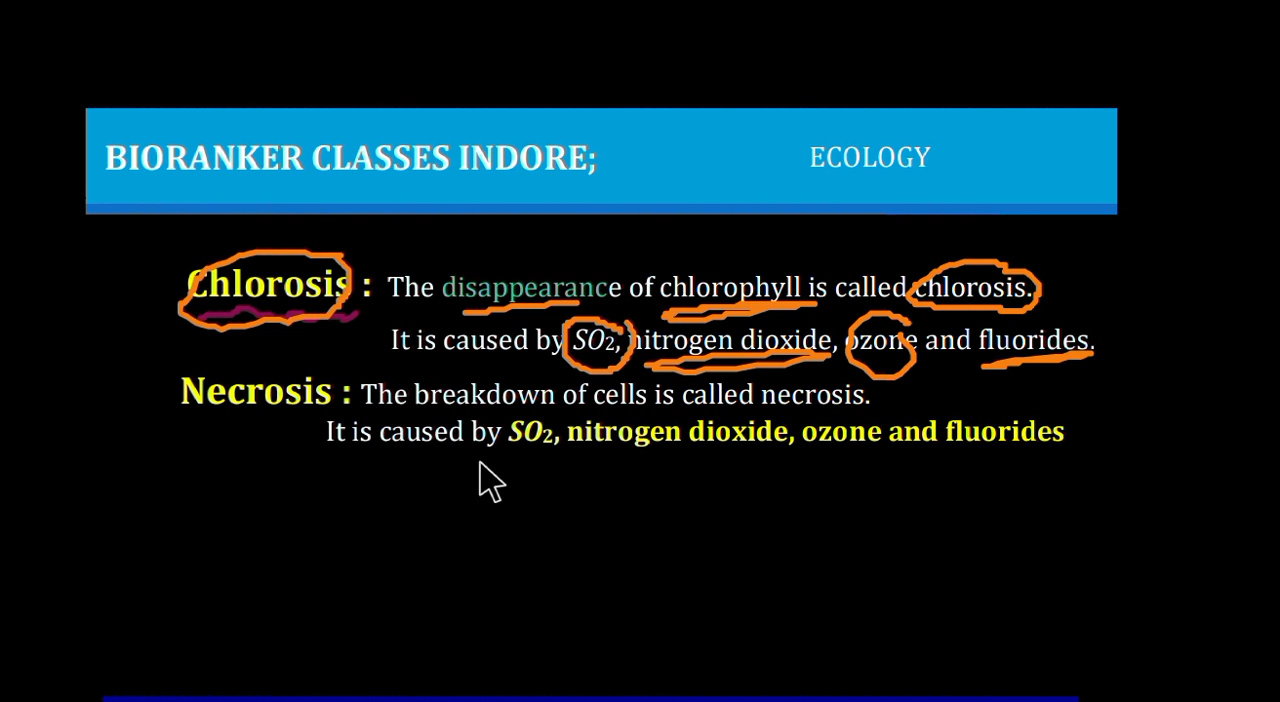 BIORANKER CLASSES INDORE; ECOLOGY
Chlorosis : The disappearance of chlorophyll is called chlorosis.
It is caused by SO₂, nitrogen dioxide, ozone and fluorides.
Necrosis : The breakdown of cells is called necrosis.
It is caused by SO₂, nitrogen dioxide, ozone and fluorides